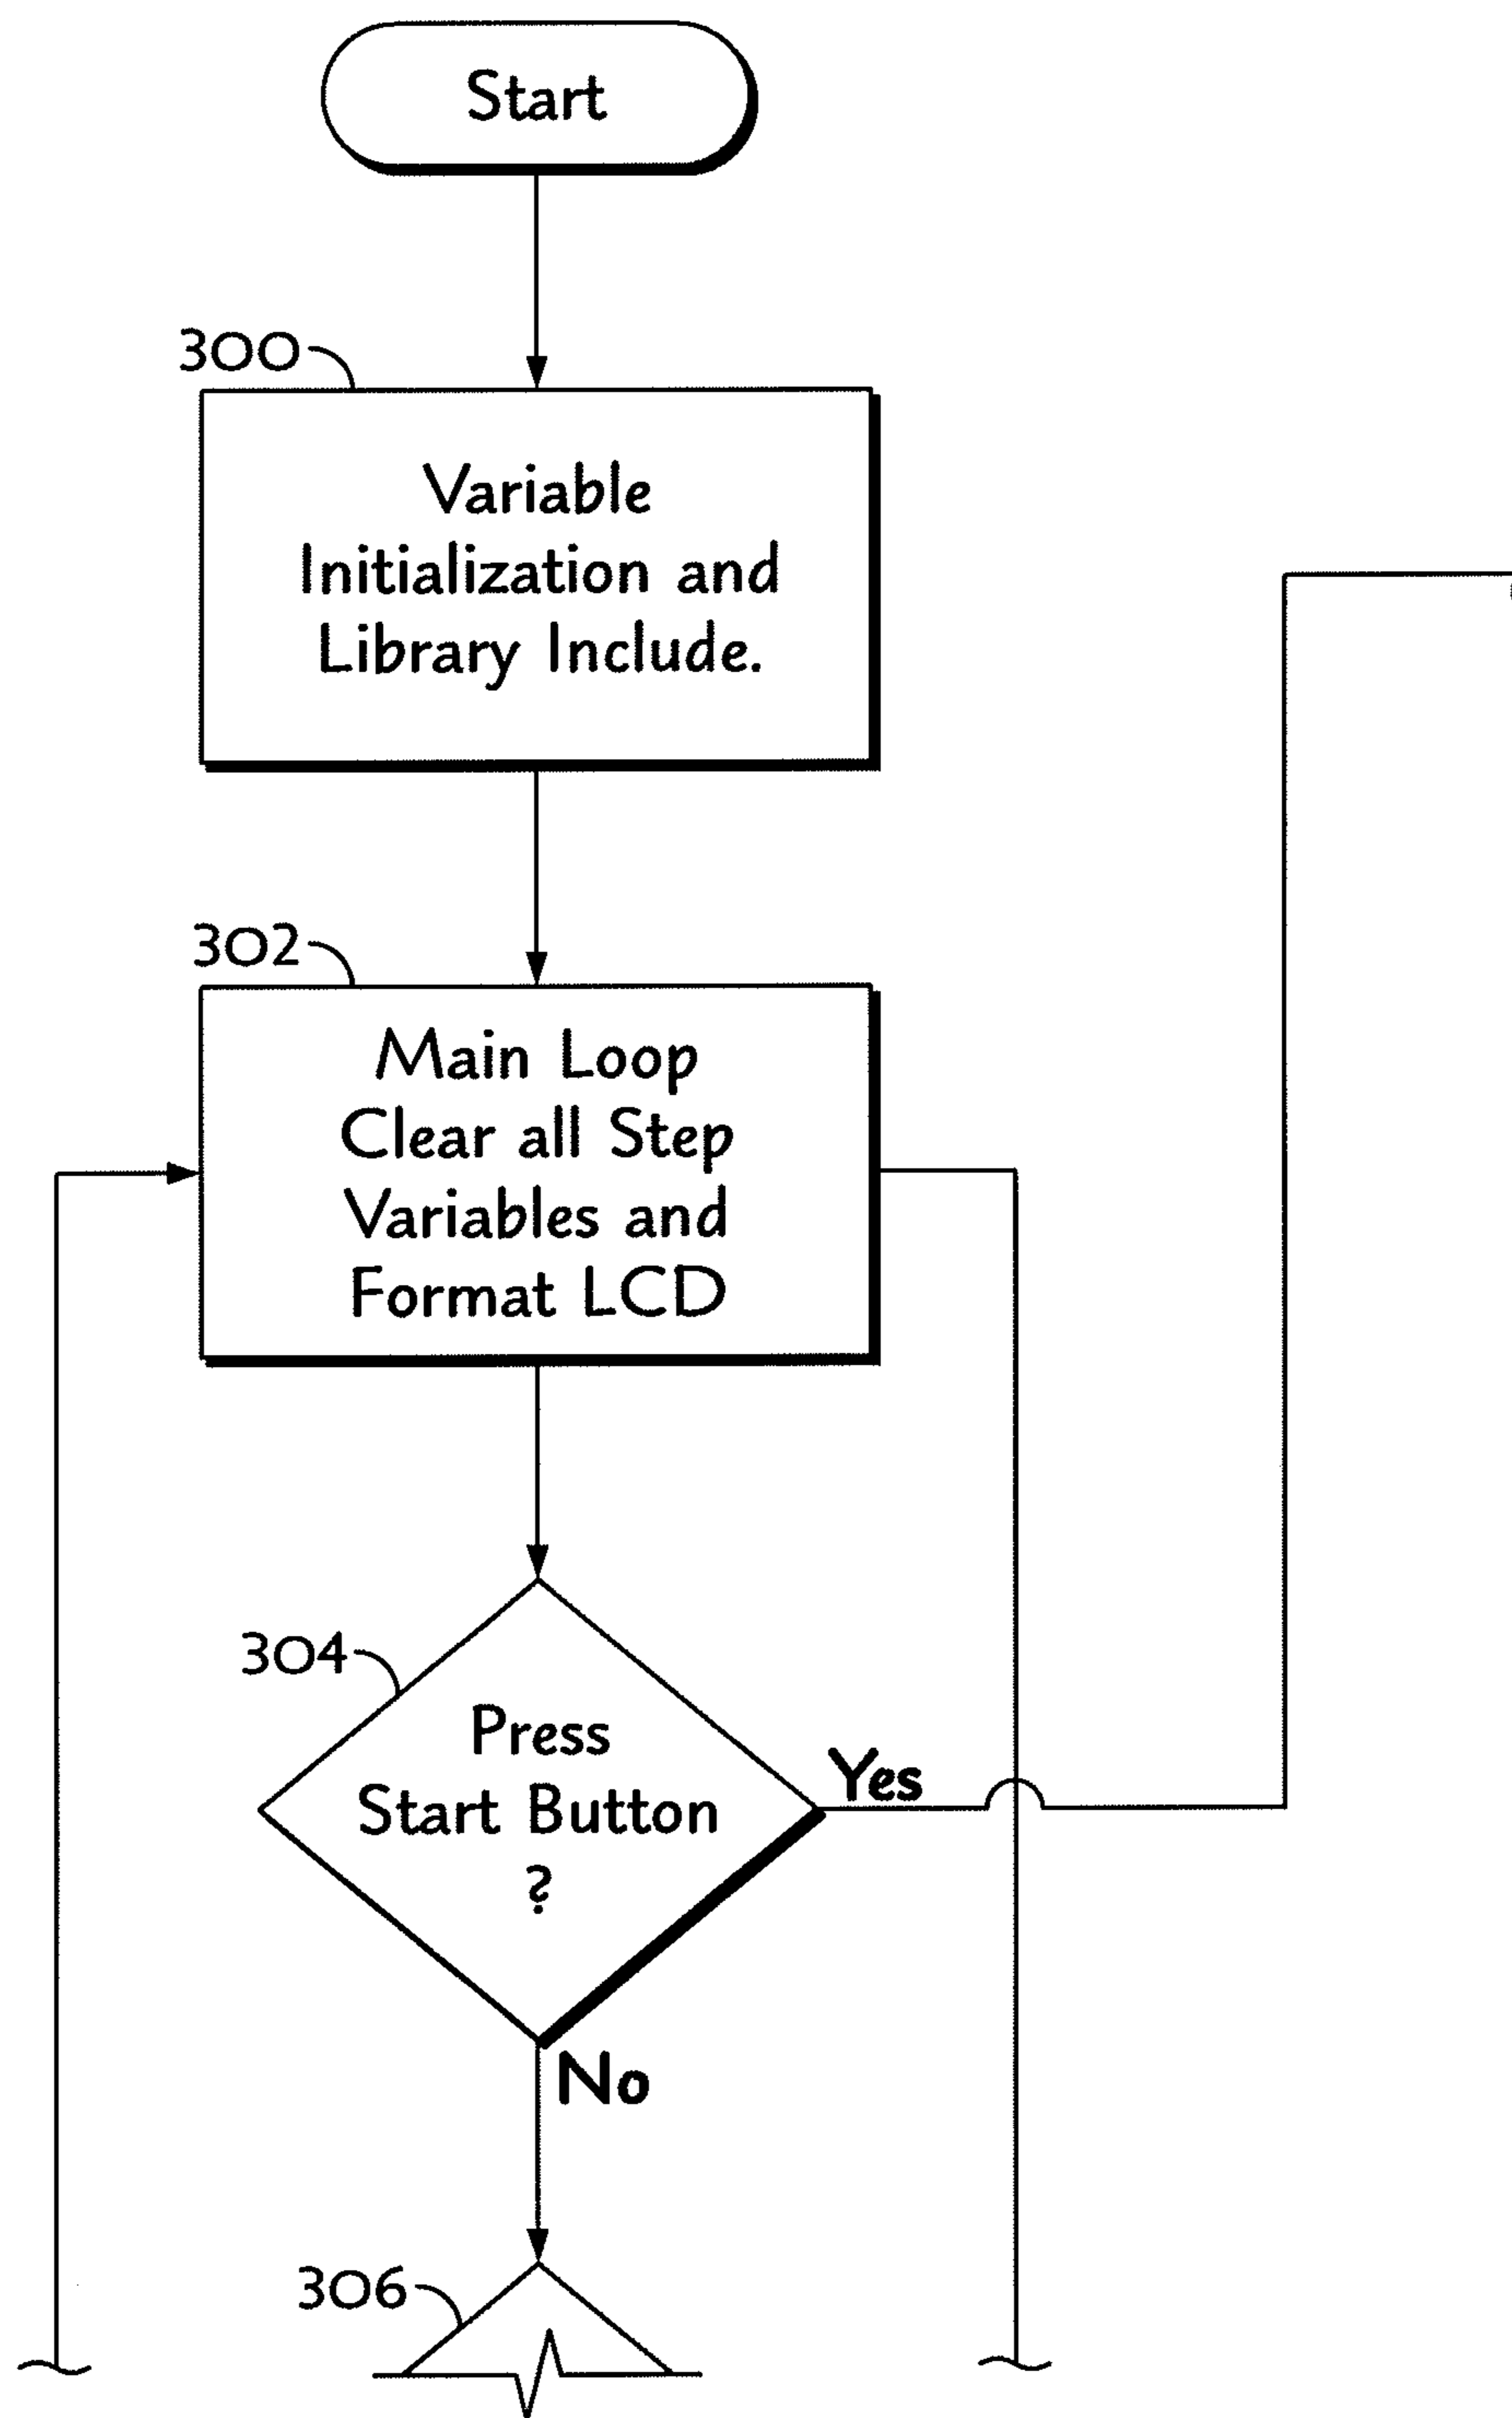 Start
300
Variable
Initialization and
Library Include.
302
Main Loop
Clear all Step
Variables and
Format LCD
304
Press
Start Button
?
Yes
No
306